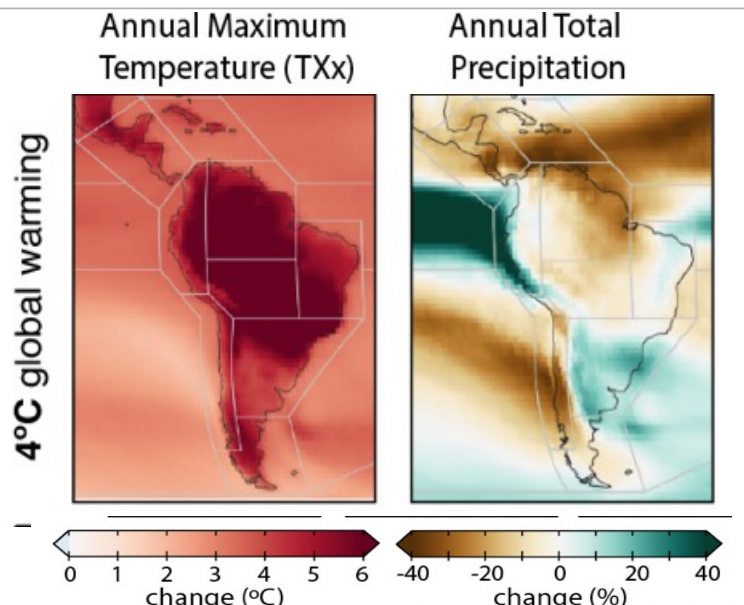 Annual Maximum
Temperature (TXx)
Annual Total
Precipitation
4ºC global warming
0 1 2 3 4 5 6
change (ºC)
-40 -20 0 20 40
change (%)